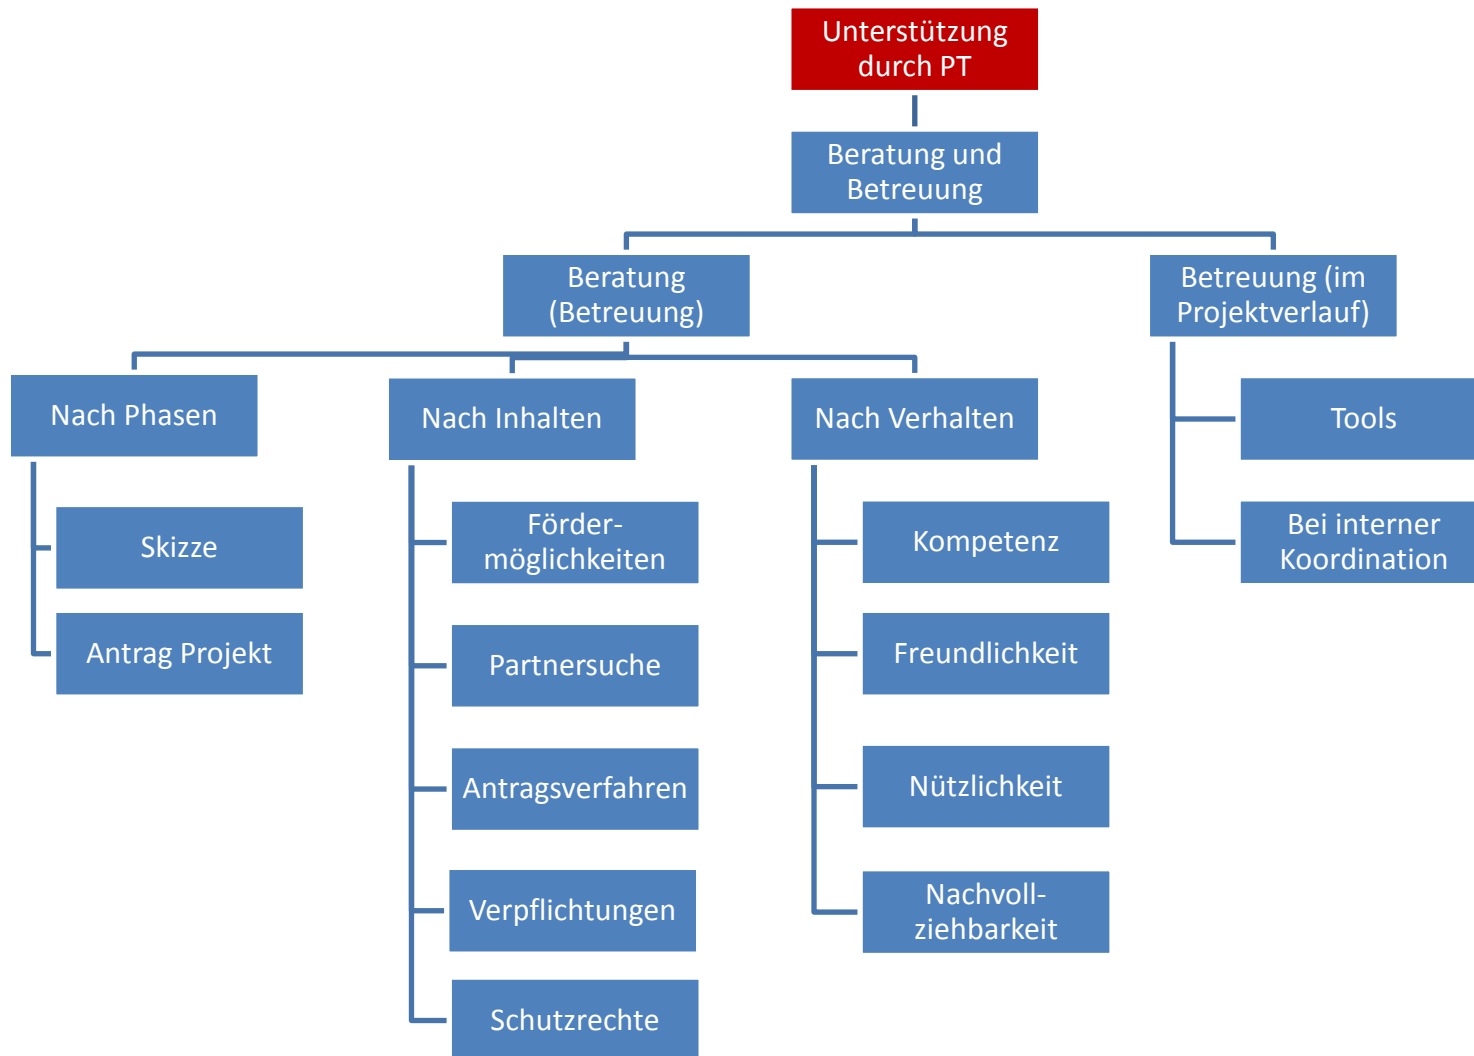 Unterstützung
durch PT
Beratung und
Betreuung
Beratung
(Betreuung)
Betreuung (im
Projektverlauf)
Nach Phasen
Skizze
Antrag Projekt
Nach Inhalten
Förder-
möglichkeiten
Partnersuche
Antragsverfahren
Verpflichtungen
Schutzrechte
Nach Verhalten
Kompetenz
Freundlichkeit
Nützlichkeit
Nachvoll-
ziehbarkeit
Tools
Bei interner
Koordination